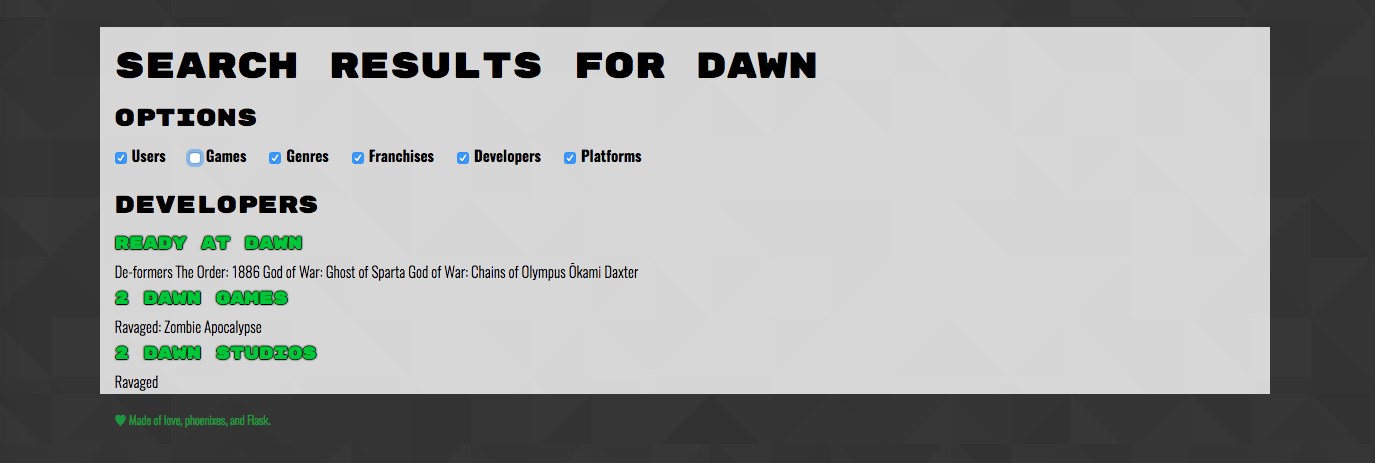 SEARCH RESULTS FOR DAWN
OPTIONS
Users Games Genres Franchises Developers Platforms
DEVELOPERS
READY AT DAWN
De-formers The Order: 1886 God of War: Ghost of Sparta God of War: Chains of Olympus Ōkami Daxter
2 DAWN GAMES
Ravaged: Zombie Apocalypse
2 DAWN STUDIOS
Ravaged
Made of love, phoenixes, and Flask.